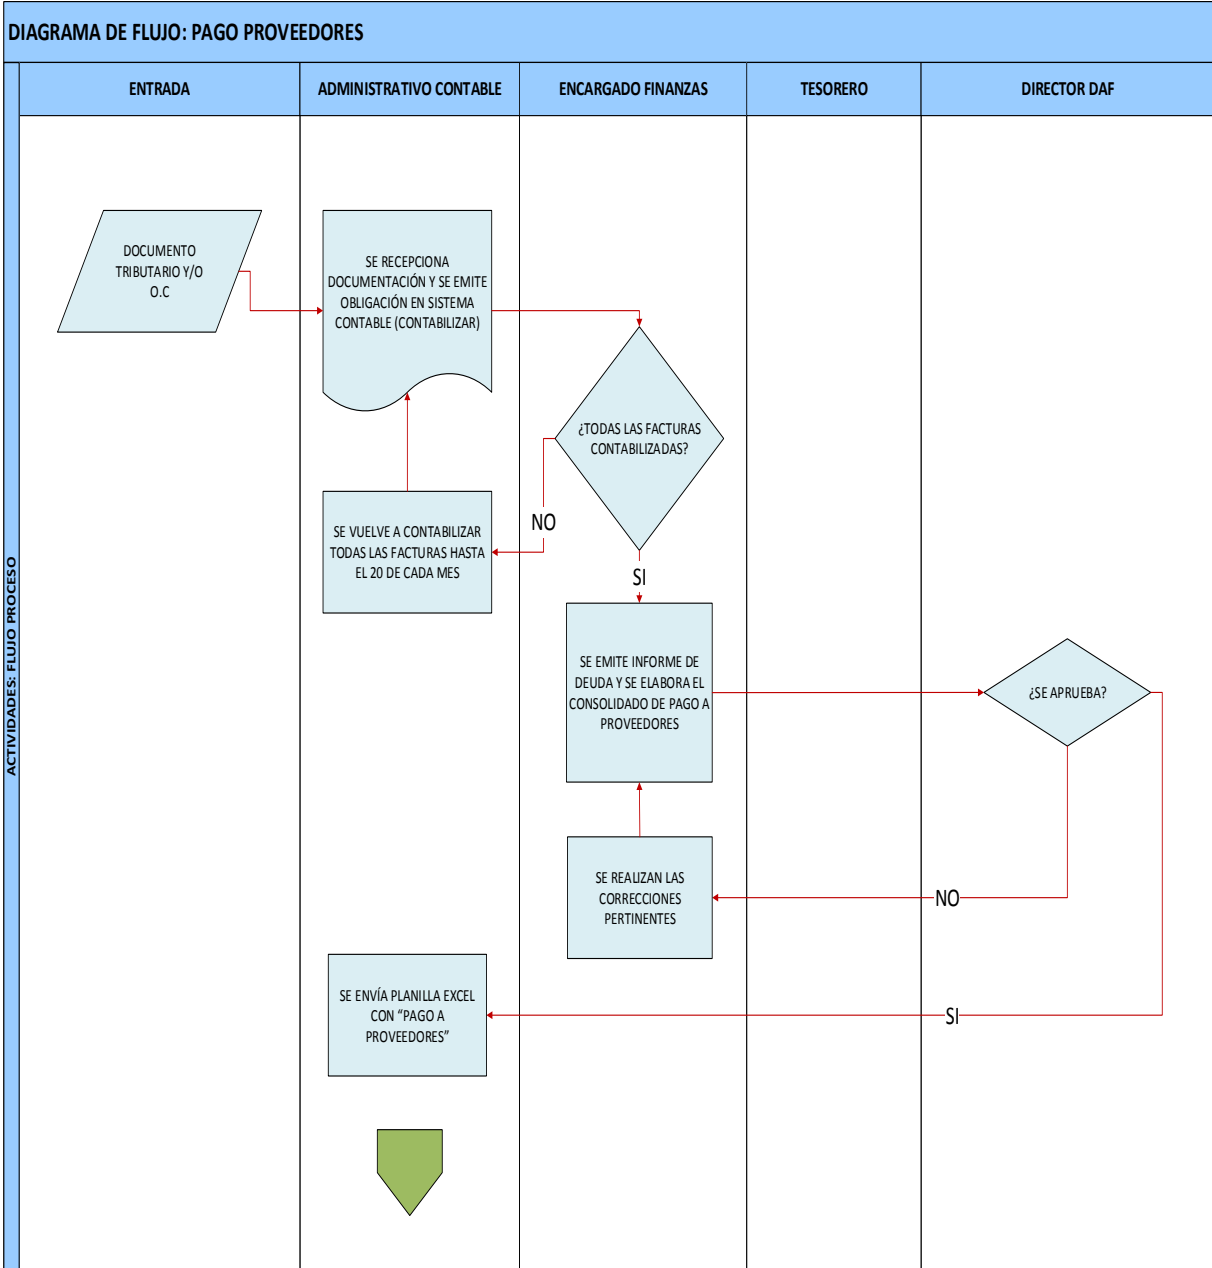 DIAGRAMA DE FLUJO: PAGO PROVEEDORES
ACTIVIDADES: FLUJO PROCESO
ENTRADA
ADMINISTRATIVO CONTABLE
ENCARGADO FINANZAS
TESORERO
DIRECTOR DAF
DOCUMENTO
TRIBUTARIO Y/O
O.C
SE RECEPCIONA
DOCUMENTACIÓN Y SE EMITE
OBLIGACIÓN EN SISTEMA
CONTABLE (CONTABILIZAR)
¿TODAS LAS FACTURAS
CONTABILIZADAS?
NO
SE VUELVE A CONTABILIZAR
TODAS LAS FACTURAS HASTA
EL 20 DE CADA MES
SI
SE EMITE INFORME DE
DEUDA Y SE ELABORA EL
CONSOLIDADO DE PAGO A
PROVEEDORES
¿SE APRUEBA?
NO
SE REALIZAN LAS
CORRECCIONES
PERTINENTES
SI
SE ENVÍA PLANILLA EXCEL
CON “PAGO A
PROVEEDORES”